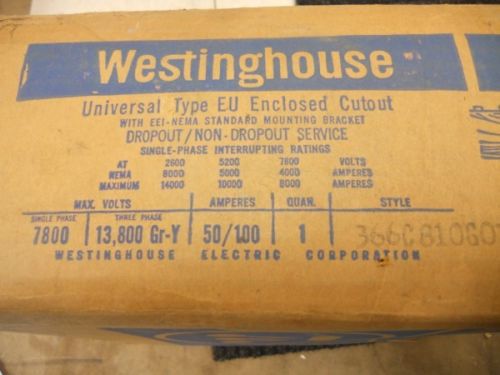 Westinghouse
Universal Type EU Enclosed Cutout
WITH EEI-NEMA STANDARD MOUNTING BRACKET
DROPOUT/NON-DROPOUT SERVICE
SINGLE-PHASE INTERRUPTING RATINGS
AT 2600 5200 7800 VOLTS
NEMA 8000 5000 4000 AMPERES
MAXIMUM 14000 10000 8000 AMPERES
MAX. VOLTS AMPERES QUAN. STYLE
SINGLE PHASE THREE PHASE
7800 13,800 Gr-Y 50/100 1
WESTINGHOUSE ELECTRIC CORPORATION